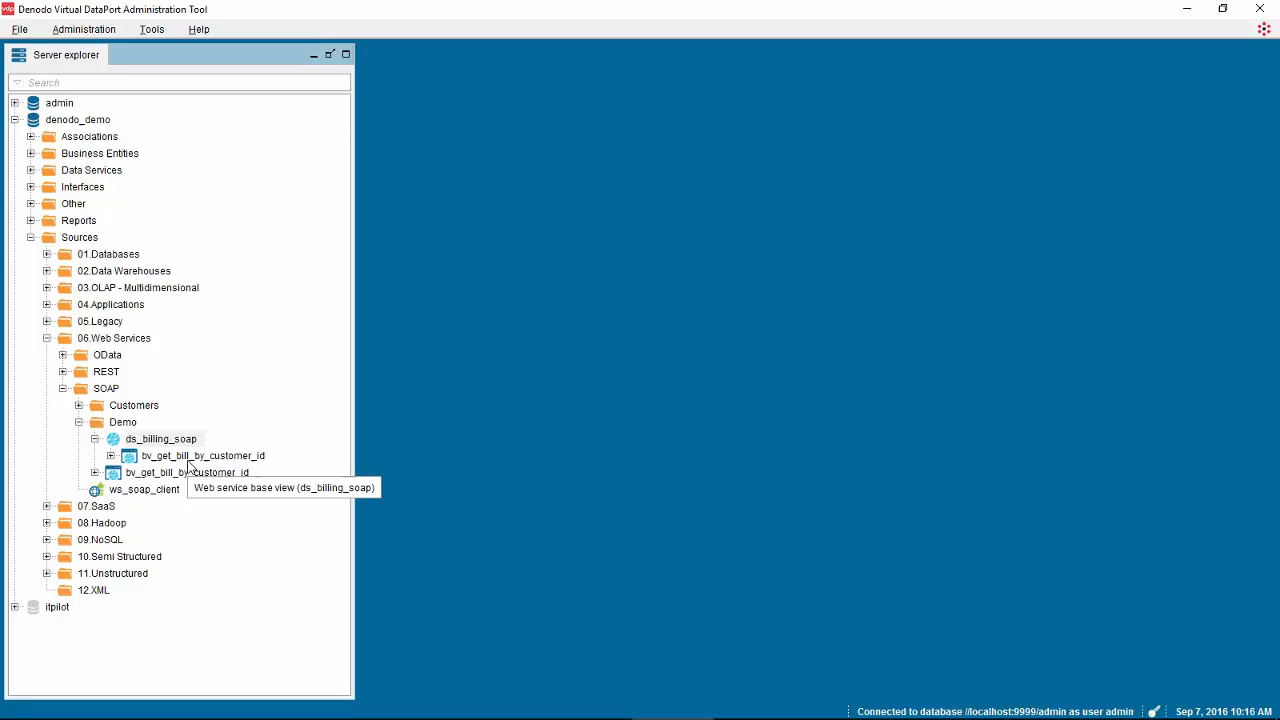 vdp Denodo Virtual DataPort Administration Tool
File Administration Tools Help
Server explorer
Search
admin
denodo_demo
Associations
Business Entities
Data Services
Interfaces
Other
Reports
Sources
01.Databases
02.Data Warehouses
03.OLAP - Multidimensional
04.Applications
05.Legacy
06.Web Services
OData
REST
SOAP
Customers
Demo
ds_billing_soap
bv_get_bill_by_customer_id
bv_get_bill_by_customer_id
Web service base view (ds_billing_soap)
ws_soap_client
07.SaaS
08.Hadoop
09.NoSQL
10.Semi Structured
11.Unstructured
12.XML
itpilot
Connected to database //localhost:9999/admin as user admin
Sep 7, 2016 10:16 AM